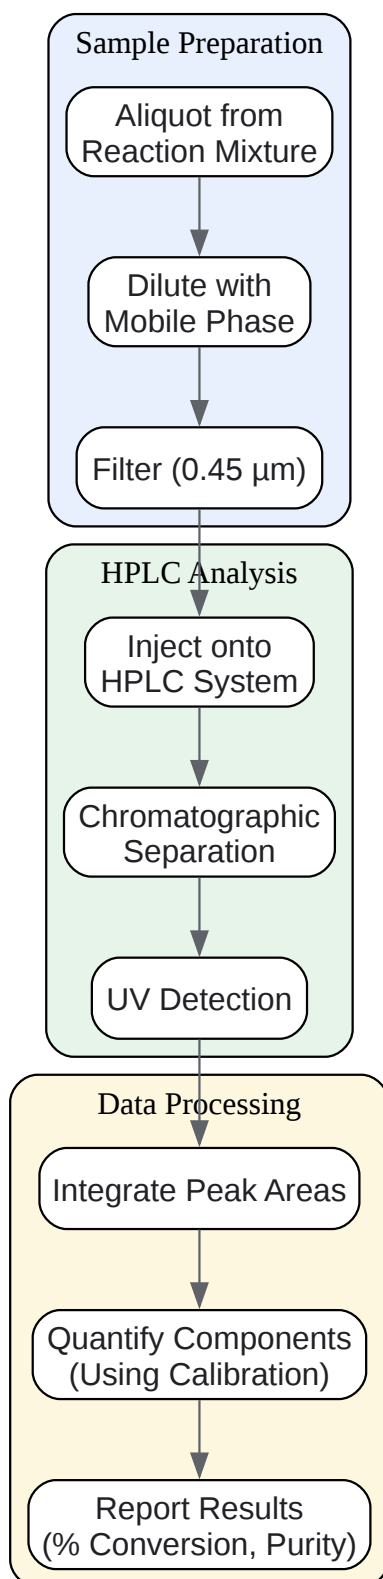 Sample Preparation
Aliquot from
Reaction Mixture
Dilute with
Mobile Phase
Filter (0.45 µm)
HPLC Analysis
Inject onto
HPLC System
Chromatographic
Separation
UV Detection
Data Processing
Integrate Peak Areas
Quantify Components
(Using Calibration)
Report Results
(% Conversion, Purity)